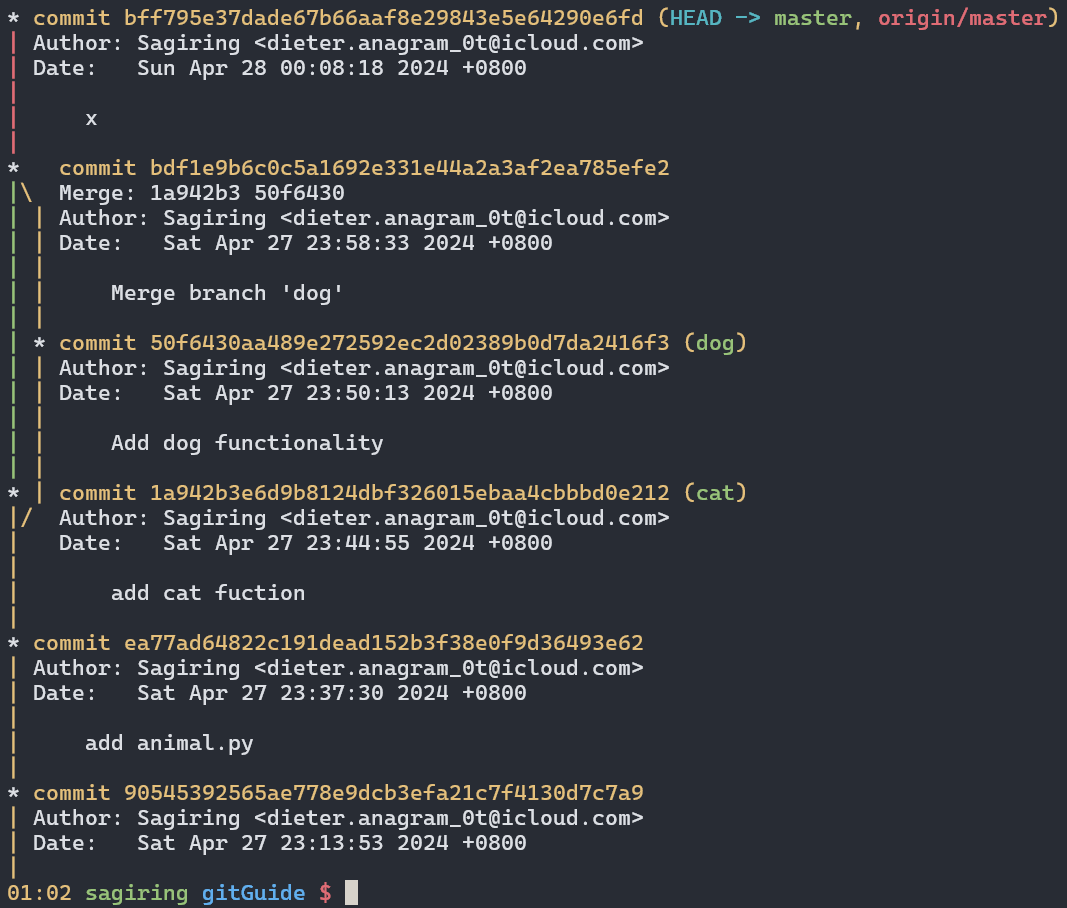 * commit bff795e37dade67b66aaf8e29843e5e64290e6fd (HEAD -> master, origin/master)
| Author: Sagiring <dieter.anagram_0t@icloud.com>
| Date:   Sun Apr 28 00:08:18 2024 +0800
|
|     x
|
*   commit bdf1e9b6c0c5a1692e331e44a2a3af2ea785efe2
|\  Merge: 1a942b3 50f6430
| | Author: Sagiring <dieter.anagram_0t@icloud.com>
| | Date:   Sat Apr 27 23:58:33 2024 +0800
| |
| |     Merge branch 'dog'
| |
| * commit 50f6430aa489e272592ec2d02389b0d7da2416f3 (dog)
| | Author: Sagiring <dieter.anagram_0t@icloud.com>
| | Date:   Sat Apr 27 23:50:13 2024 +0800
| |
| |     Add dog functionality
| |
* | commit 1a942b3e6d9b8124dbf326015ebaa4cbbbd0e212 (cat)
|/  Author: Sagiring <dieter.anagram_0t@icloud.com>
|   Date:   Sat Apr 27 23:44:55 2024 +0800
|
|       add cat fuction
|
* commit ea77ad64822c191dead152b3f38e0f9d36493e62
| Author: Sagiring <dieter.anagram_0t@icloud.com>
| Date:   Sat Apr 27 23:37:30 2024 +0800
|
|     add animal.py
|
* commit 90545392565ae778e9dcb3efa21c7f4130d7c7a9
| Author: Sagiring <dieter.anagram_0t@icloud.com>
| Date:   Sat Apr 27 23:13:53 2024 +0800
|
01:02 sagiring gitGuide $